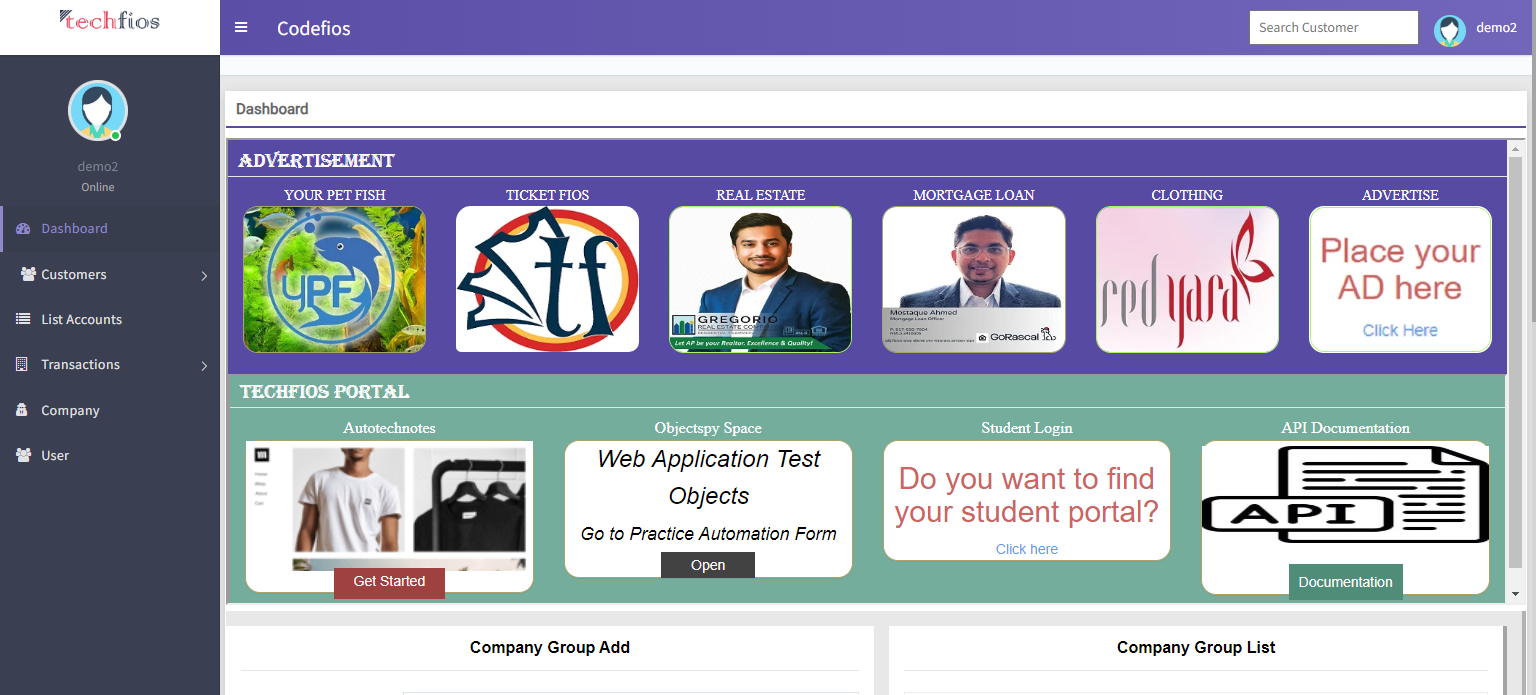 techfios
Codefios
Search Customer
demo2
demo2
Online
Dashboard
Customers
List Accounts
Transactions
Company
User
Dashboard
ADVERTISEMENT
YOUR PET FISH
TICKET FIOS
REAL ESTATE
MORTGAGE LOAN
CLOTHING
ADVERTISE
YPF
tf
GREGORIO
REAL ESTATE
Let AP be your Realtor. Excellence & Quality!
Mostaque Ahmed
Mortgage Loan Officer
GoRascal
red yard
Place your
AD here
Click Here
TECHFIOS PORTAL
Autotechnotes
Objectspy Space
Student Login
API Documentation
Get Started
Web Application Test
Objects
Go to Practice Automation Form
Open
Do you want to find
your student portal?
Click here
API
Documentation
Company Group Add
Company Group List